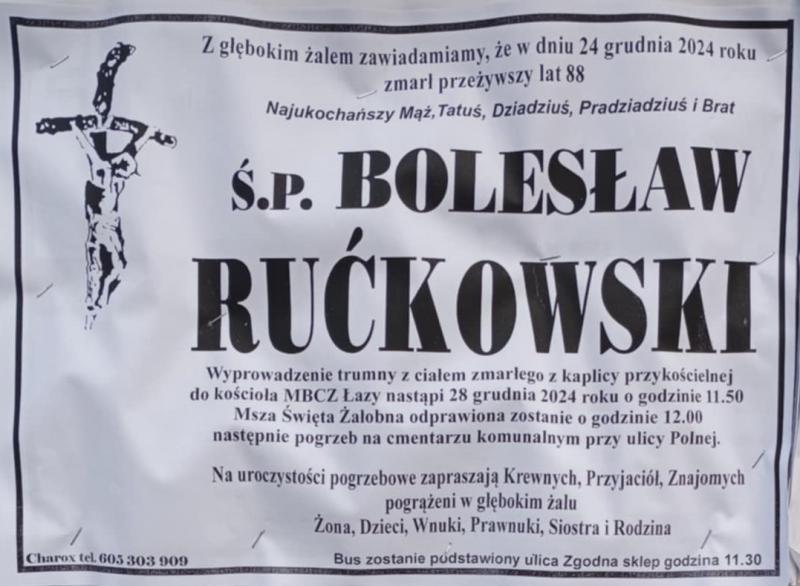 Z głębokim żalem zawiadamiamy, że w dniu 24 grudnia 2024 roku
zmarł przeżywszy lat 88
Najukochańszy Mąż, Tatuś, Dziadziuś, Pradziadziuś i Brat
Ś.P. BOLESŁAW
RUĆKOWSKI
Wyprowadzenie trumny z ciałem zmarłego z kaplicy przykościelnej
do kościoła MBCZ Łazy nastąpi 28 grudnia 2024 roku o godzinie 11.50
Msza Święta Żałobna odprawiona zostanie o godzinie 12.00
następnie pogrzeb na cmentarzu komunalnym przy ulicy Polnej.
Na uroczystości pogrzebowe zapraszają Krewnych, Przyjaciół, Znajomych
pogrążeni w głębokim żalu
Żona, Dzieci, Wnuki, Prawnuki, Siostra i Rodzina
Charox tel. 605 303 909
Bus zostanie podstawiony ulica Zgodna sklep godzina 11.30